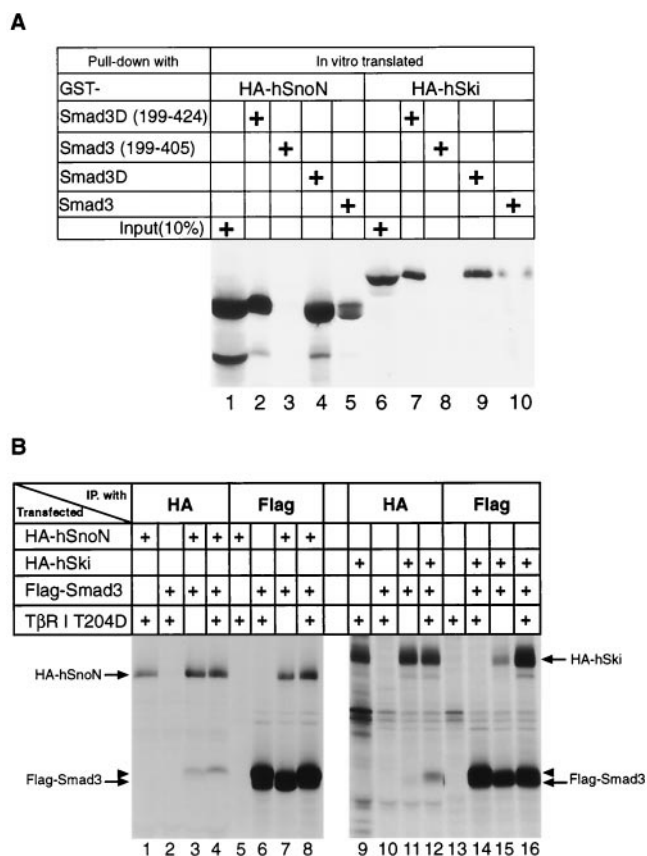 A
Pull-down with In vitro translated
GST- HA-hSnoN HA-hSki
Smad3D (199-424) + +
Smad3 (199-405) + +
Smad3D + +
Smad3 + +
Input(10%) + +
1 2 3 4 5 6 7 8 9 10
B
IP. with HA Flag HA Flag
Transfected
HA-hSnoN + + + + + +
HA-hSki + + + + + +
Flag-Smad3 + + + + + + + + + + + +
TβR I T204D + + + + + + + + + + + +
HA-hSnoN HA-hSki
Flag-Smad3 Flag-Smad3
1 2 3 4 5 6 7 8 9 10 11 12 13 14 15 16